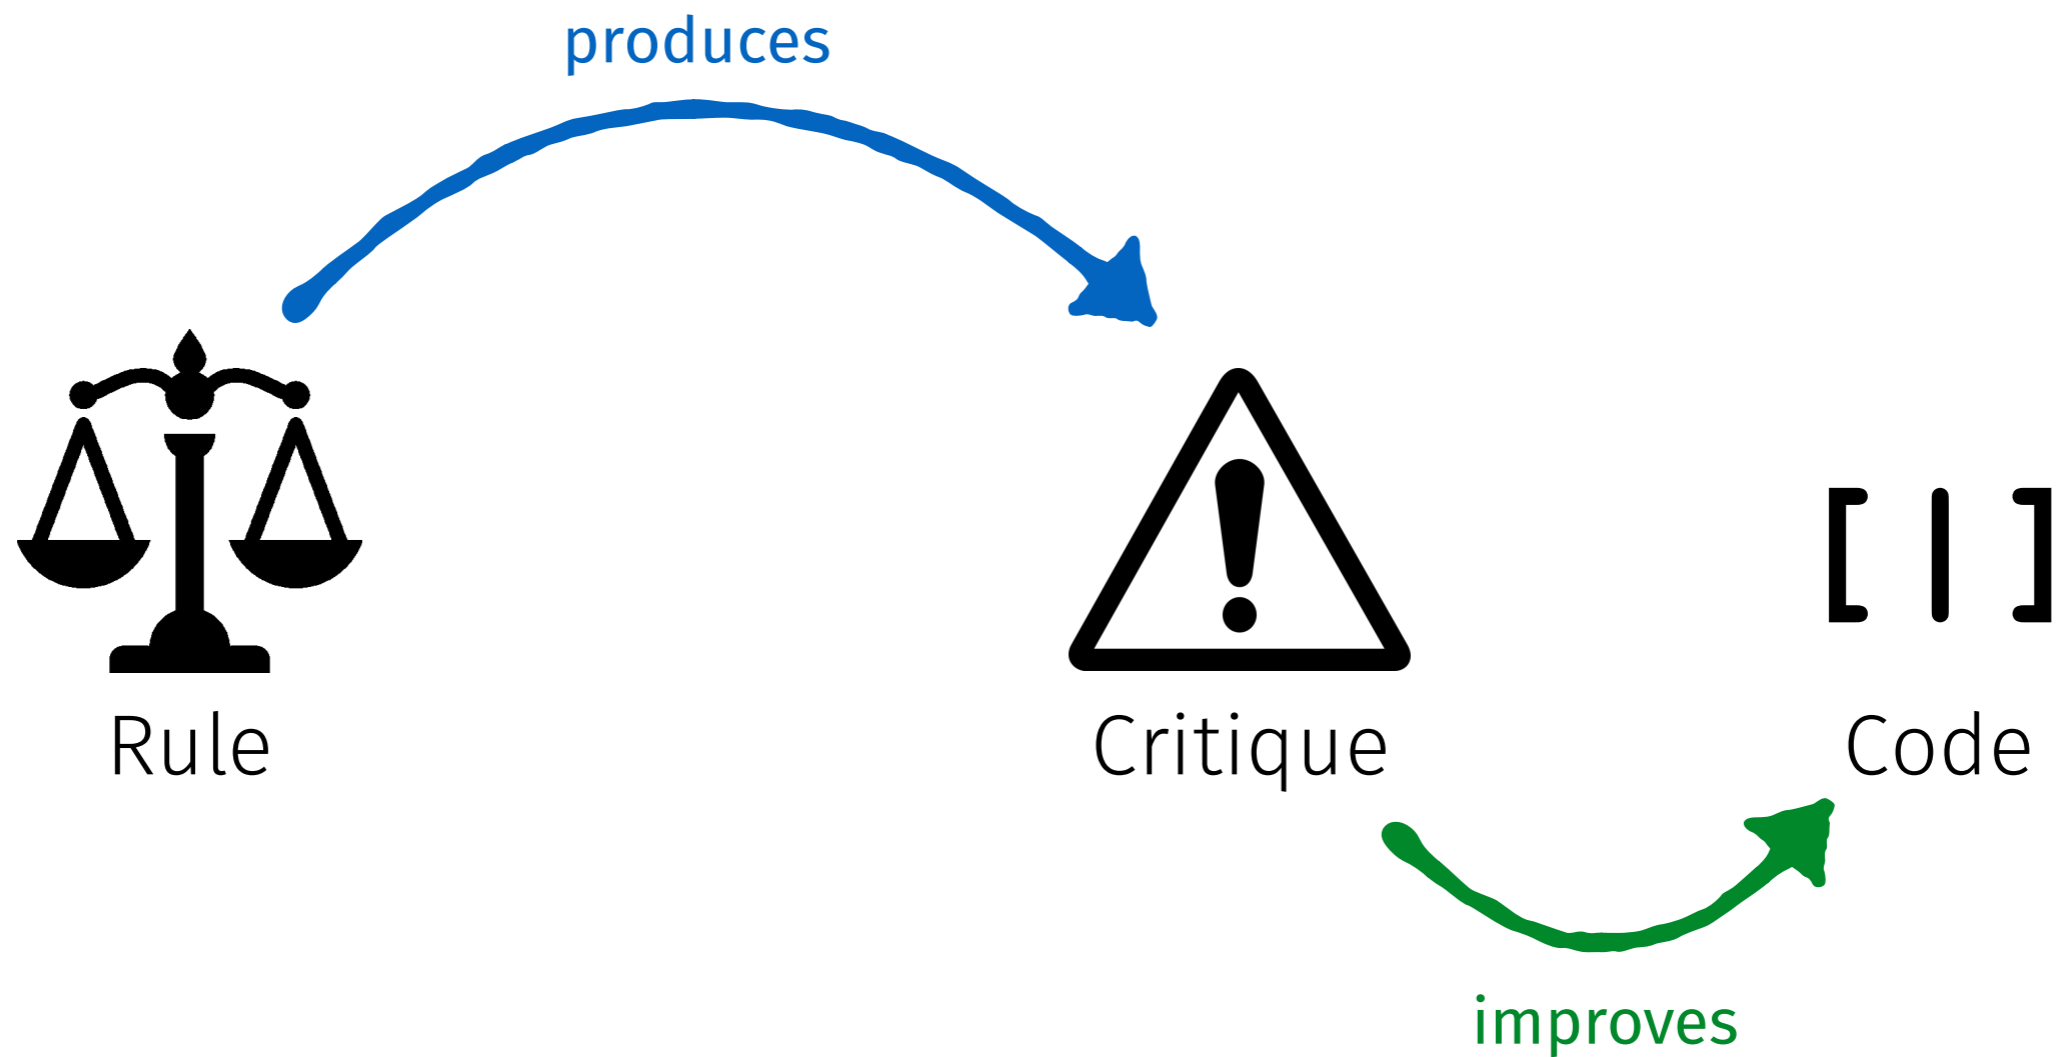 produces
[ | ]
Rule
Critique
Code
improves